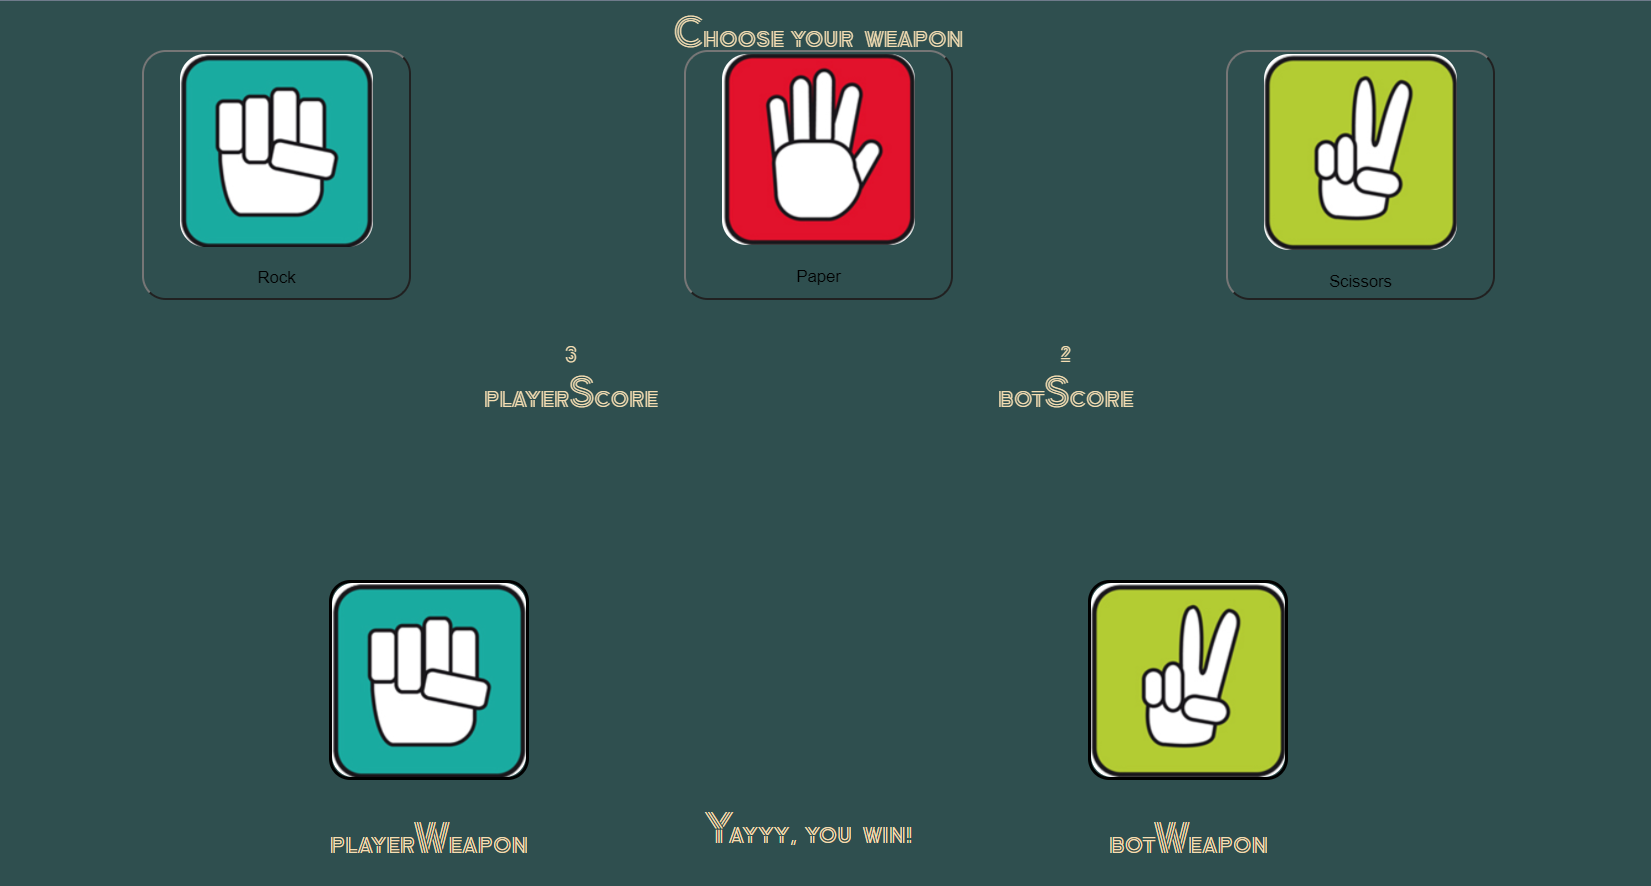 Choose your weapon
Rock
Paper
Scissors
3
2
playerScore
botScore
playerWeapon
Yayyy, you win!
botWeapon